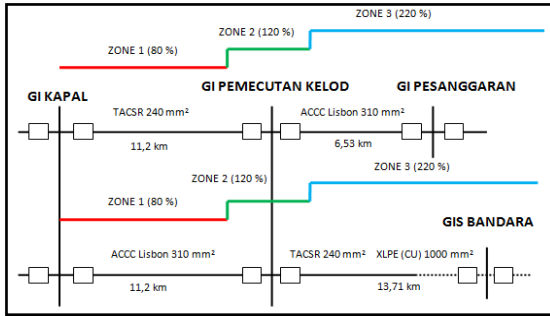 ZONE 3 (220 %)
ZONE 2 (120 %)
ZONE 1 (80 %)
GI KAPAL
GI PEMECUTAN KELOD
GI PESANGGARAN
TACSR 240 mm²
ACCC Lisbon 310 mm²
11,2 km
6,53 km
ZONE 3 (220 %)
ZONE 2 (120 %)
ZONE 1 (80 %)
GIS BANDARA
ACCC Lisbon 310 mm²
TACSR 240 mm²
XLPE (CU) 1000 mm²
11,2 km
13,71 km